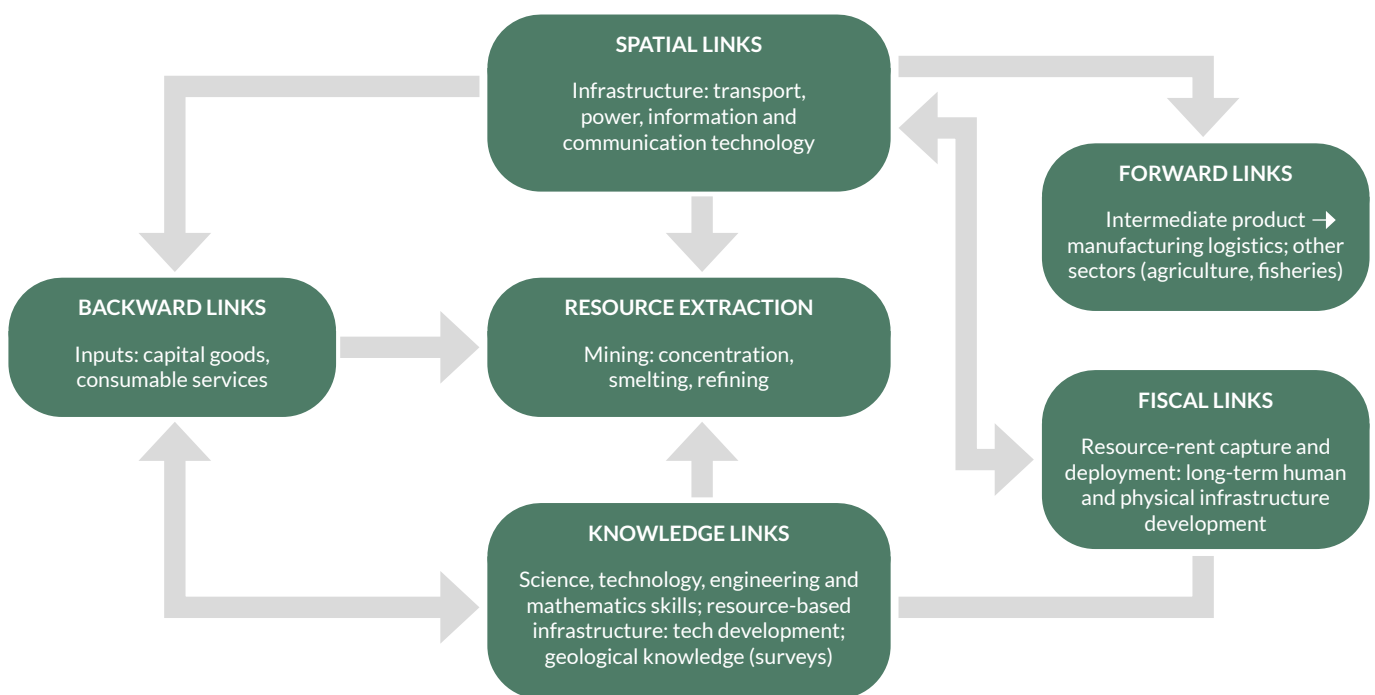 SPATIAL LINKS
Infrastructure: transport,
power, information and
communication technology
FORWARD LINKS
Intermediate product →
manufacturing logistics; other
sectors (agriculture, fisheries)
BACKWARD LINKS
Inputs: capital goods,
consumable services
RESOURCE EXTRACTION
Mining: concentration,
smelting, refining
FISCAL LINKS
Resource-rent capture and
deployment: long-term human
and physical infrastructure
development
KNOWLEDGE LINKS
Science, technology, engineering and
mathematics skills; resource-based
infrastructure: tech development;
geological knowledge (surveys)